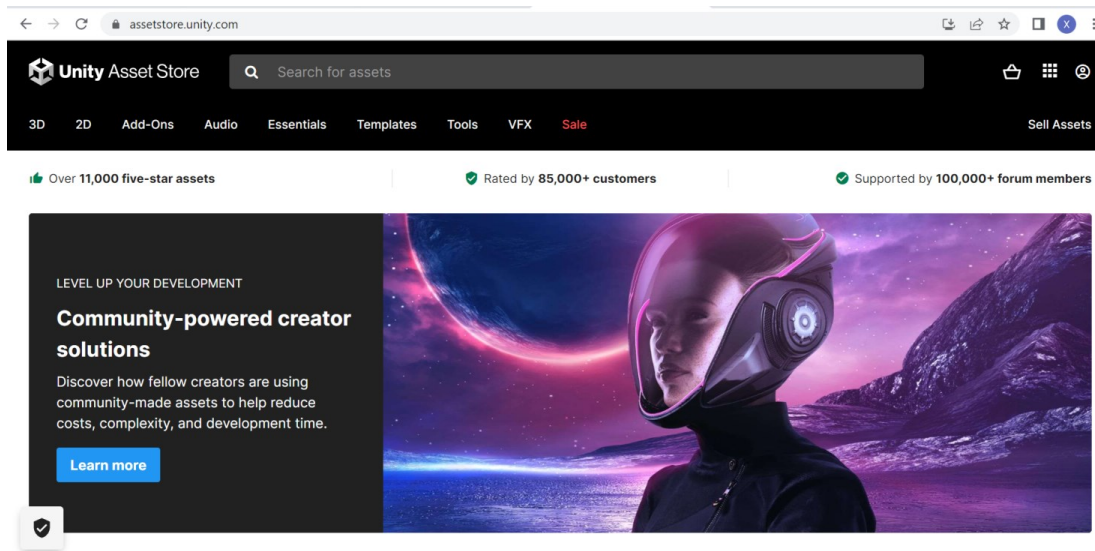 assetstore.unity.com
X
Unity Asset Store
Search for assets
3D 2D Add-Ons Audio Essentials Templates Tools VFX Sale Sell Assets
Over 11,000 five-star assets Rated by 85,000+ customers Supported by 100,000+ forum members
LEVEL UP YOUR DEVELOPMENT
Community-powered creator
solutions
Discover how fellow creators are using
community-made assets to help reduce
costs, complexity, and development time.
Learn more